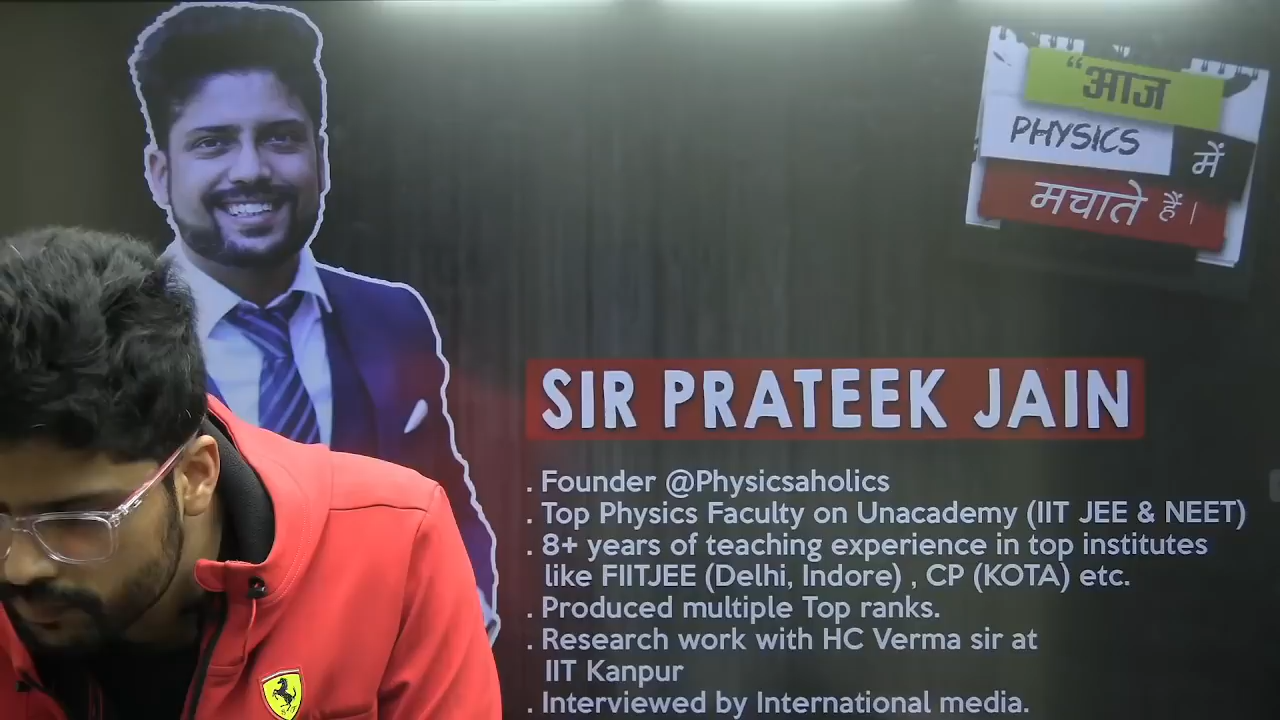 “आज
PHYSICS में
मचाते हैं।
SIR PRATEEK JAIN
. Founder @Physicsaholics
. Top Physics Faculty on Unacademy (IIT JEE & NEET)
. 8+ years of teaching experience in top institutes
like FIITJEE (Delhi, Indore) , CP (KOTA) etc.
. Produced multiple Top ranks.
. Research work with HC Verma sir at
IIT Kanpur
. Interviewed by International media.